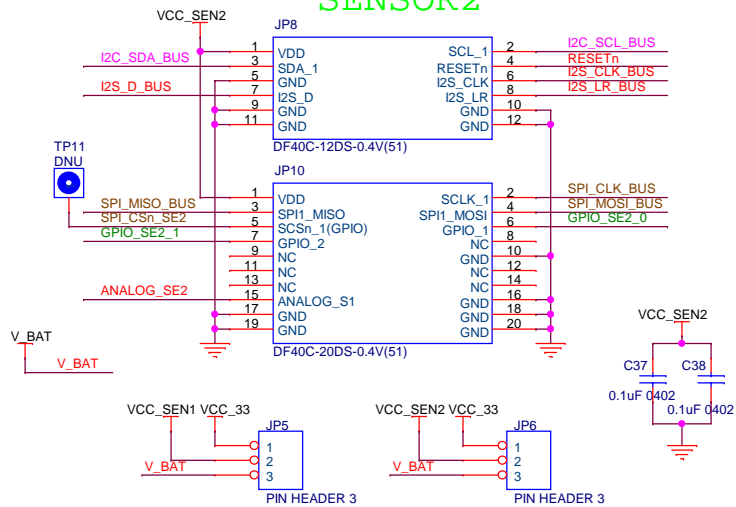 SENSOR2
VCC_SEN2
JP8
I2C_SDA_BUS
I2S_D_BUS
1 VDD SCL_1 2 I2C_SCL_BUS
3 SDA_1 RESETn 4 RESETn
5 GND I2S_CLK 6 I2S_CLK_BUS
7 I2S_D I2S_LR 8 I2S_LR_BUS
9 GND GND 10
11 GND GND 12
DF40C-12DS-0.4V(51)
TP11
DNU
JP10
1 VDD SCLK_1 2 SPI_CLK_BUS
SPI_MISO_BUS 3 SPI1_MISO SPI1_MOSI 4 SPI_MOSI_BUS
SPI_CSn_SE2 5 SCSn_1(GPIO) GPIO_1 6 GPIO_SE2_0
GPIO_SE2_1 7 GPIO_2 NC 8
9 NC GND 10
11 NC NC 12
13 NC NC 14
ANALOG_SE2 15 ANALOG_S1 GND 16
17 GND GND 18
19 GND GND 20
DF40C-20DS-0.4V(51)
V_BAT
V_BAT
VCC_SEN2
C37 C38
0.1uF 0402
0.1uF 0402
VCC_SEN1 VCC_33
JP5
1
2
V_BAT 3
PIN HEADER 3
VCC_SEN2 VCC_33
JP6
1
2
V_BAT 3
PIN HEADER 3